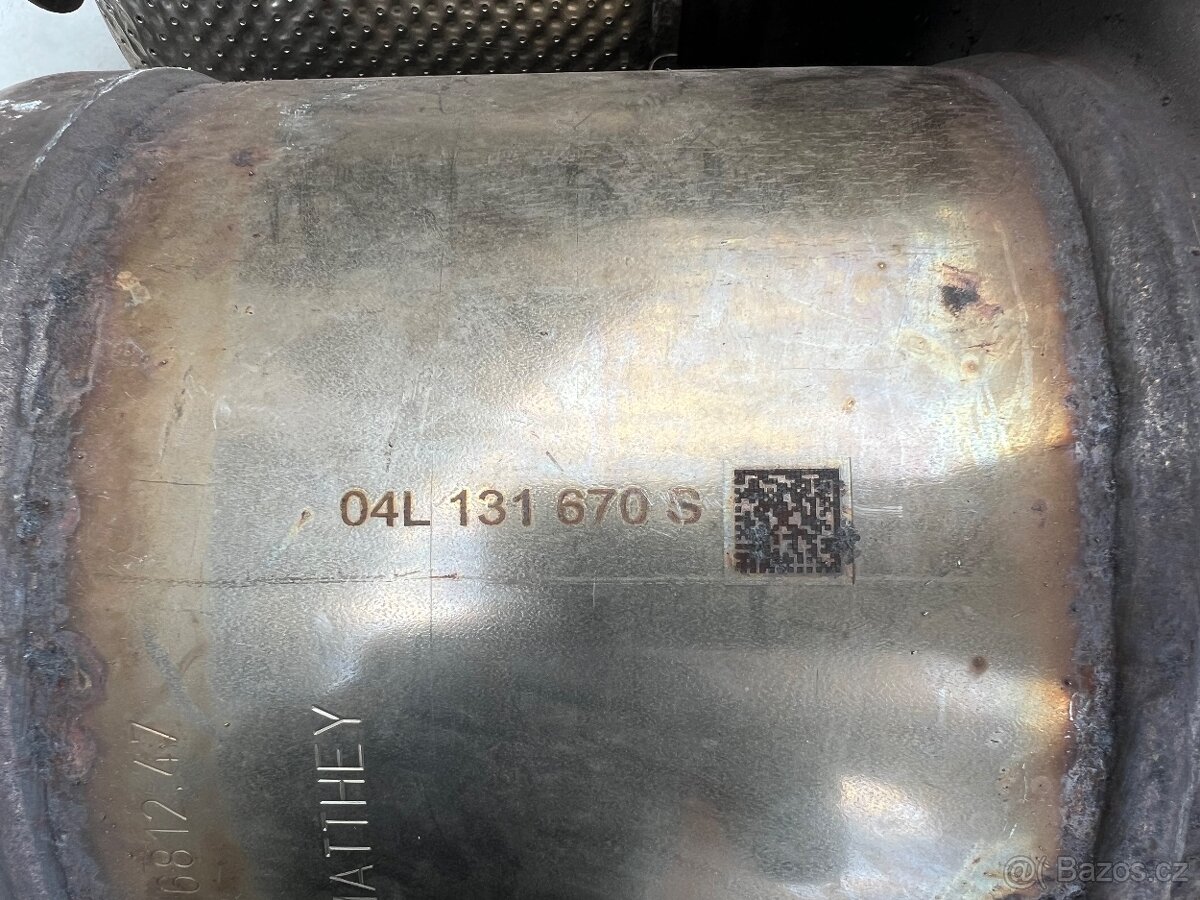 04L 131 670 S
6812.47
MATTHEY
@( Bazos.cz